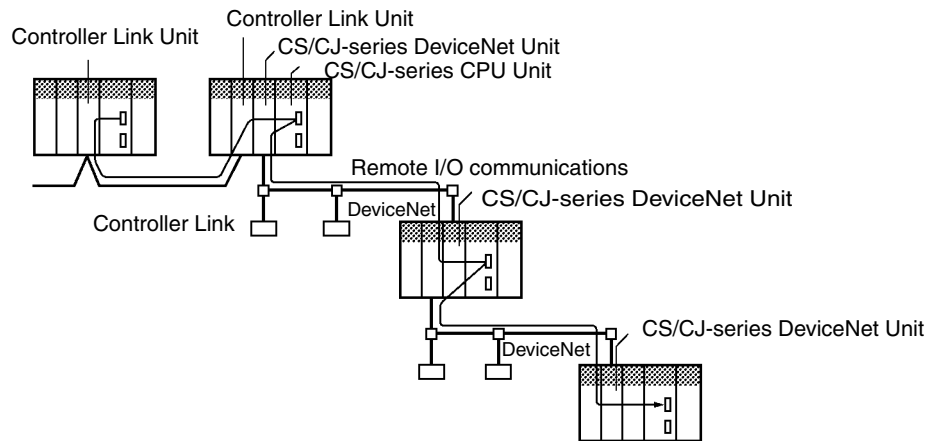 Controller Link Unit
Controller Link Unit
CS/CJ-series DeviceNet Unit
CS/CJ-series CPU Unit
Remote I/O communications
CS/CJ-series DeviceNet Unit
DeviceNet
Controller Link
CS/CJ-series DeviceNet Unit
DeviceNet